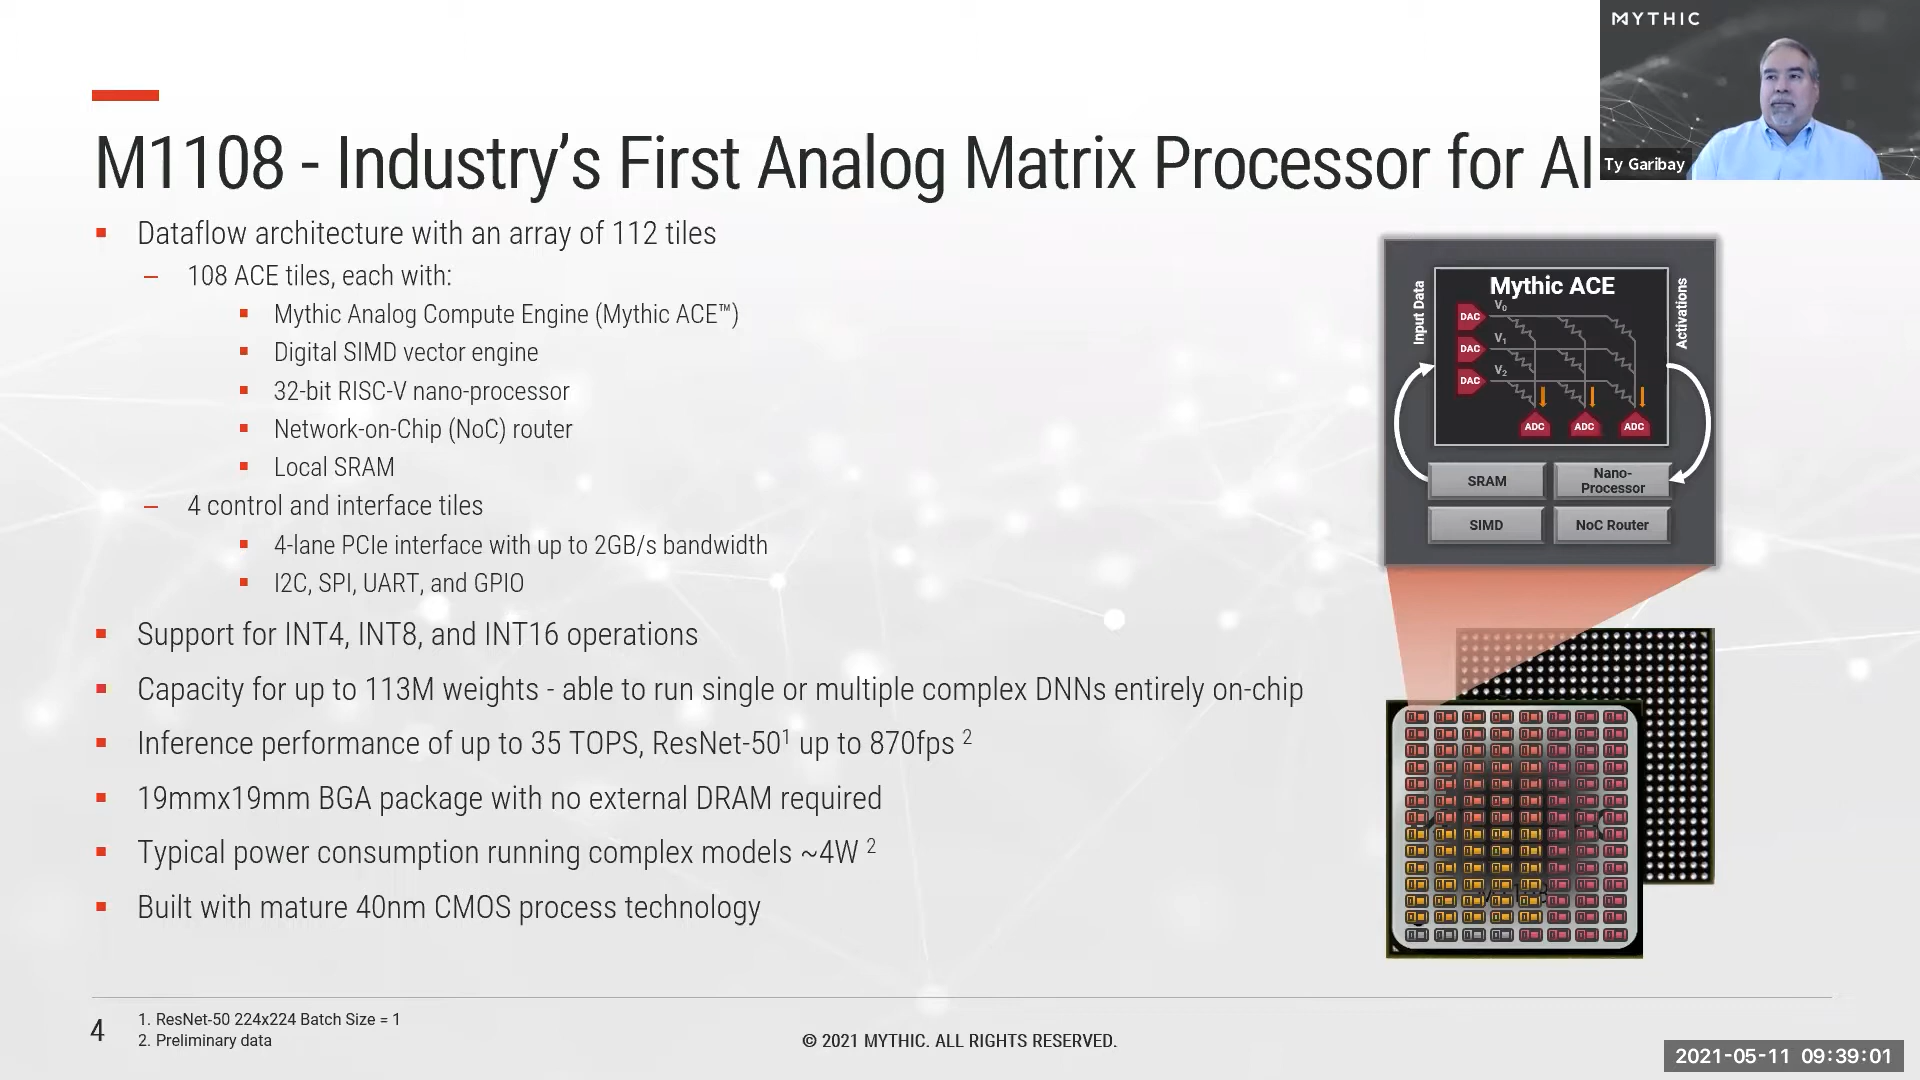 MYTHIC
Ty Garibay
M1108 - Industry's First Analog Matrix Processor for AI
▪ Dataflow architecture with an array of 112 tiles
– 108 ACE tiles, each with:
▪ Mythic Analog Compute Engine (Mythic ACE™)
▪ Digital SIMD vector engine
▪ 32-bit RISC-V nano-processor
▪ Network-on-Chip (NoC) router
▪ Local SRAM
– 4 control and interface tiles
▪ 4-lane PCIe interface with up to 2GB/s bandwidth
▪ I2C, SPI, UART, and GPIO
▪ Support for INT4, INT8, and INT16 operations
▪ Capacity for up to 113M weights - able to run single or multiple complex DNNs entirely on-chip
▪ Inference performance of up to 35 TOPS, ResNet-50¹ up to 870fps ²
▪ 19mmx19mm BGA package with no external DRAM required
▪ Typical power consumption running complex models ~4W ²
▪ Built with mature 40nm CMOS process technology
Mythic ACE
Input Data
Activations
DAC V₀
DAC V₁
DAC V₂
ADC ADC ADC
SRAM
Nano-
Processor
SIMD
NoC Router
4
1. ResNet-50 224x224 Batch Size = 1
2. Preliminary data
© 2021 MYTHIC. ALL RIGHTS RESERVED.
2021-05-11 09:39:01